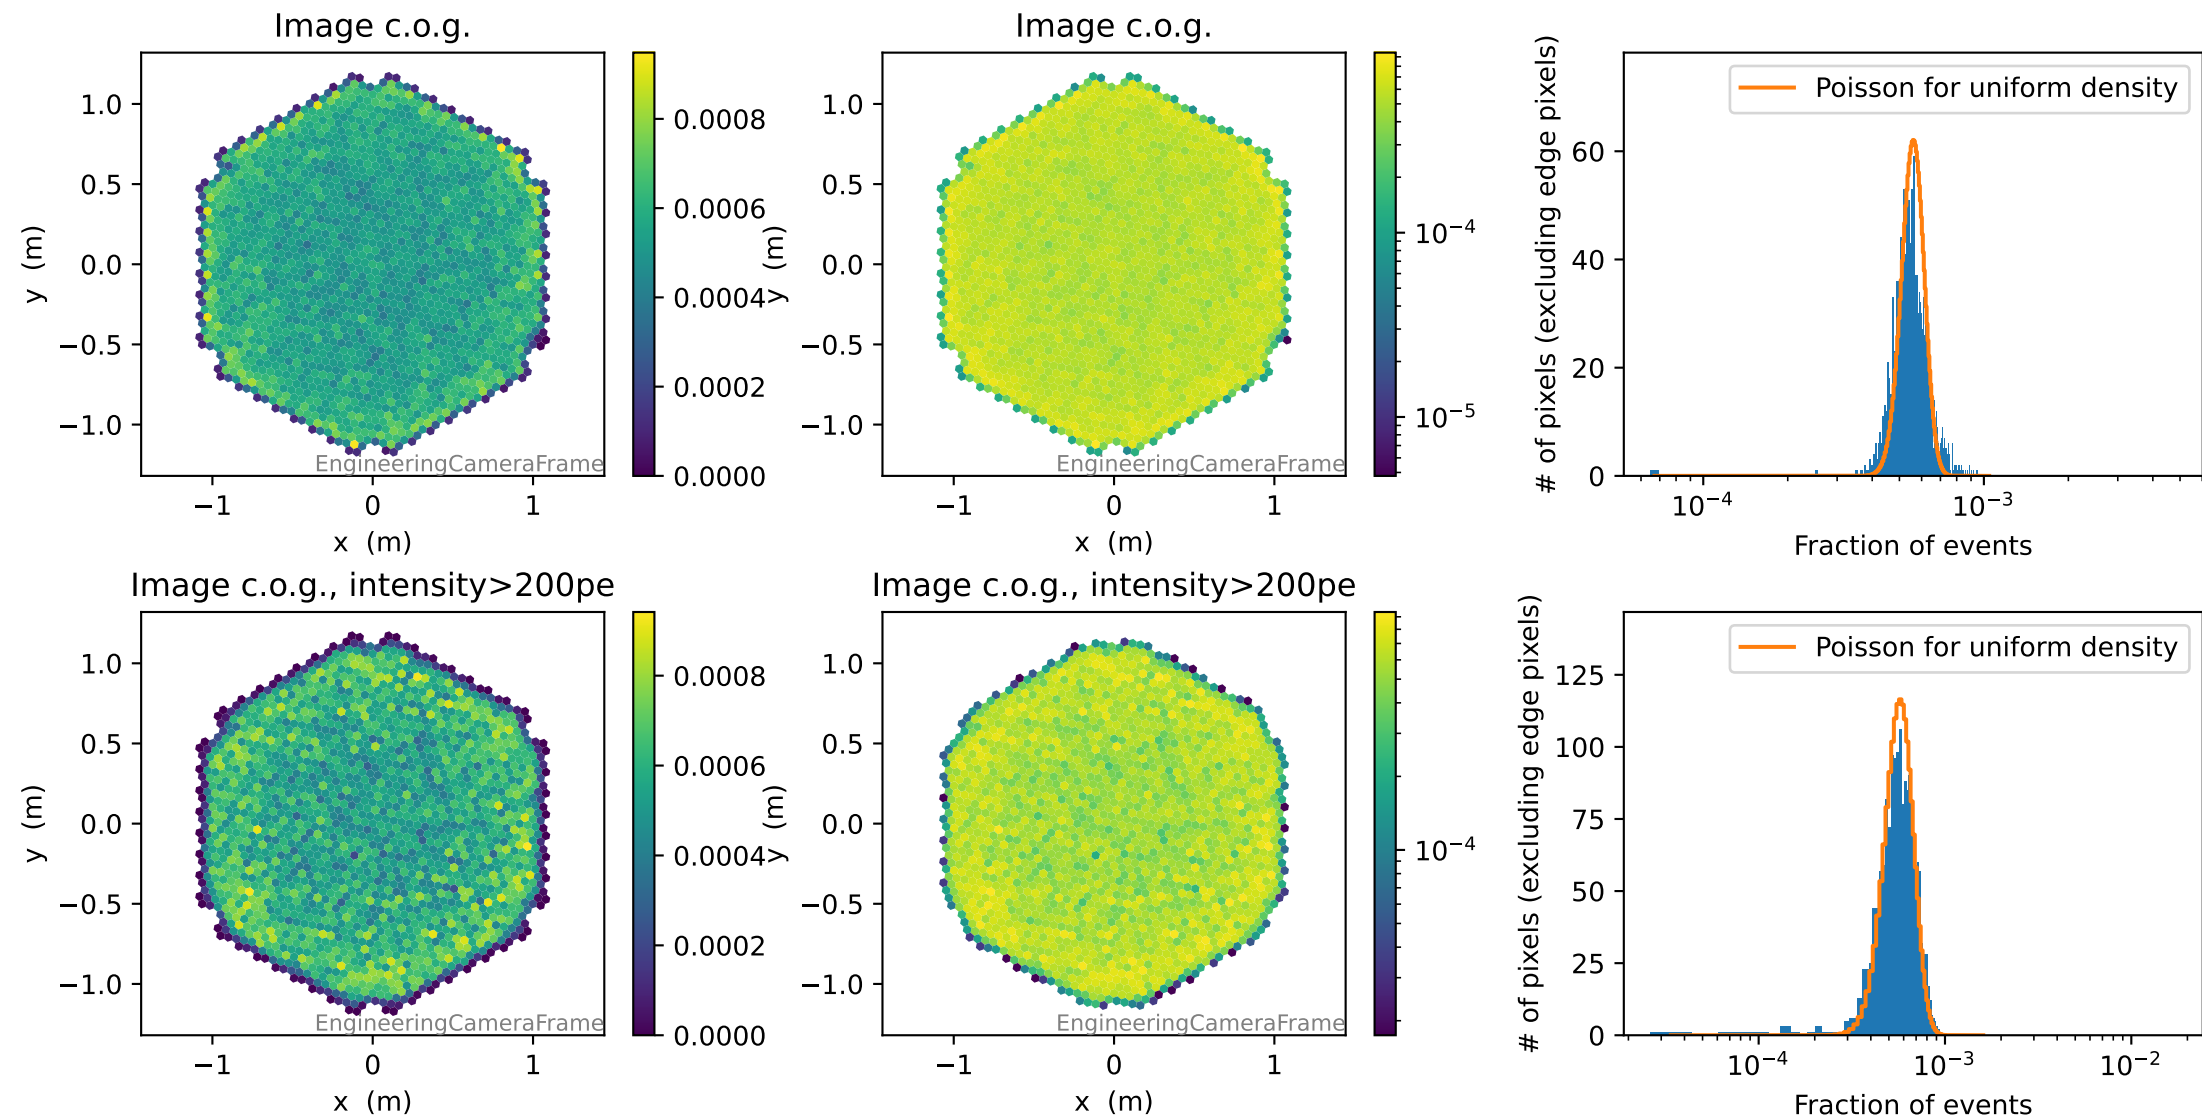 Image c.o.g.
y (m)
1.0
0.5
0.0
−0.5
−1.0
−1
0
1
x (m)
EngineeringCameraFrame
0.0008
0.0006
0.0004
0.0002
0.0000
Image c.o.g.
y (m)
1.0
0.5
0.0
−0.5
−1.0
−1
0
1
x (m)
EngineeringCameraFrame
10⁻⁴
10⁻⁵
# of pixels (excluding edge pixels)
60
40
20
0
Poisson for uniform density
10⁻⁴
10⁻³
Fraction of events
Image c.o.g., intensity>200pe
y (m)
1.0
0.5
0.0
−0.5
−1.0
−1
0
1
x (m)
EngineeringCameraFrame
0.0008
0.0006
0.0004
0.0002
0.0000
Image c.o.g., intensity>200pe
y (m)
1.0
0.5
0.0
−0.5
−1.0
−1
0
1
x (m)
EngineeringCameraFrame
10⁻⁴
# of pixels (excluding edge pixels)
125
100
75
50
25
0
Poisson for uniform density
10⁻⁴
10⁻³
10⁻²
Fraction of events